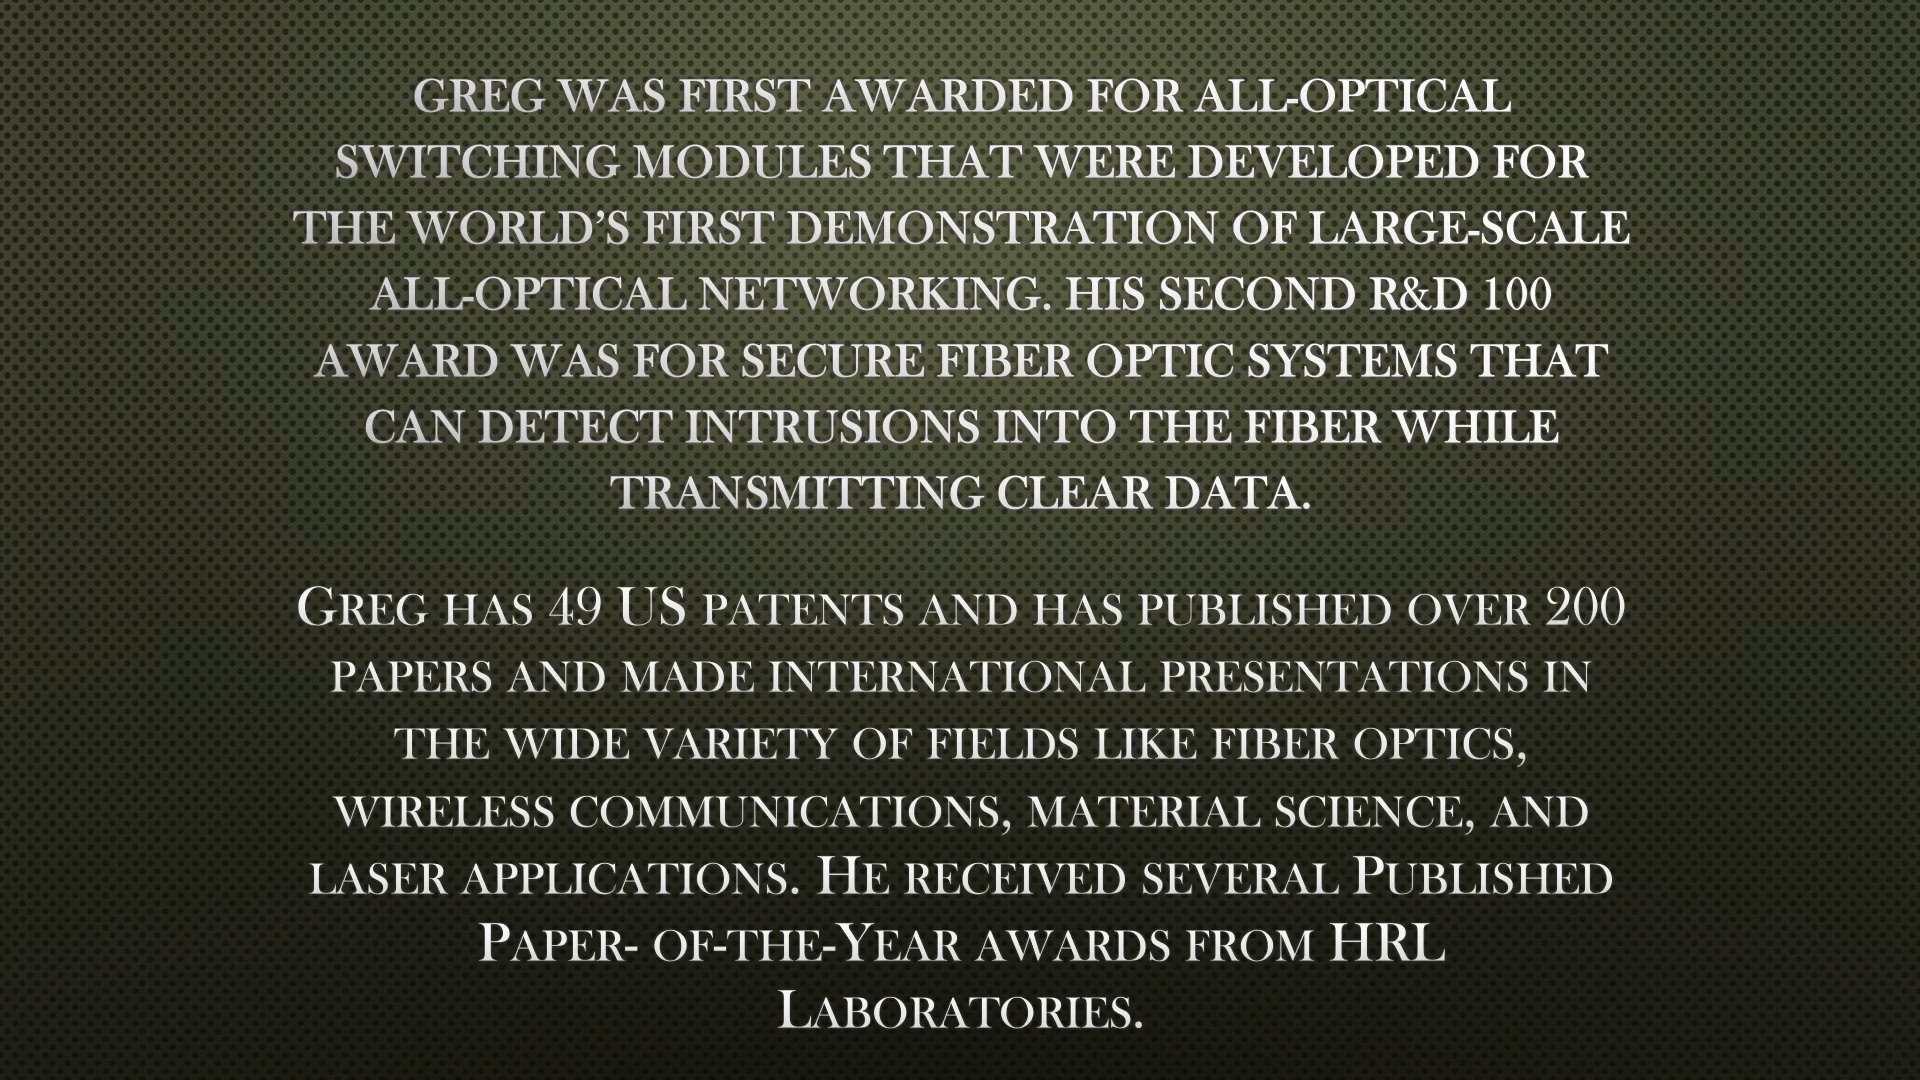 GREG WAS FIRST AWARDED FOR ALL-OPTICAL
SWITCHING MODULES THAT WERE DEVELOPED FOR
THE WORLD’S FIRST DEMONSTRATION OF LARGE-SCALE
ALL-OPTICAL NETWORKING. HIS SECOND R&D 100
AWARD WAS FOR SECURE FIBER OPTIC SYSTEMS THAT
CAN DETECT INTRUSIONS INTO THE FIBER WHILE
TRANSMITTING CLEAR DATA.
Greg has 49 US patents and has published over 200
papers and made international presentations in
the wide variety of fields like fiber optics,
wireless communications, material science, and
laser applications. He received several Published
Paper- of-the-Year awards from HRL
Laboratories.